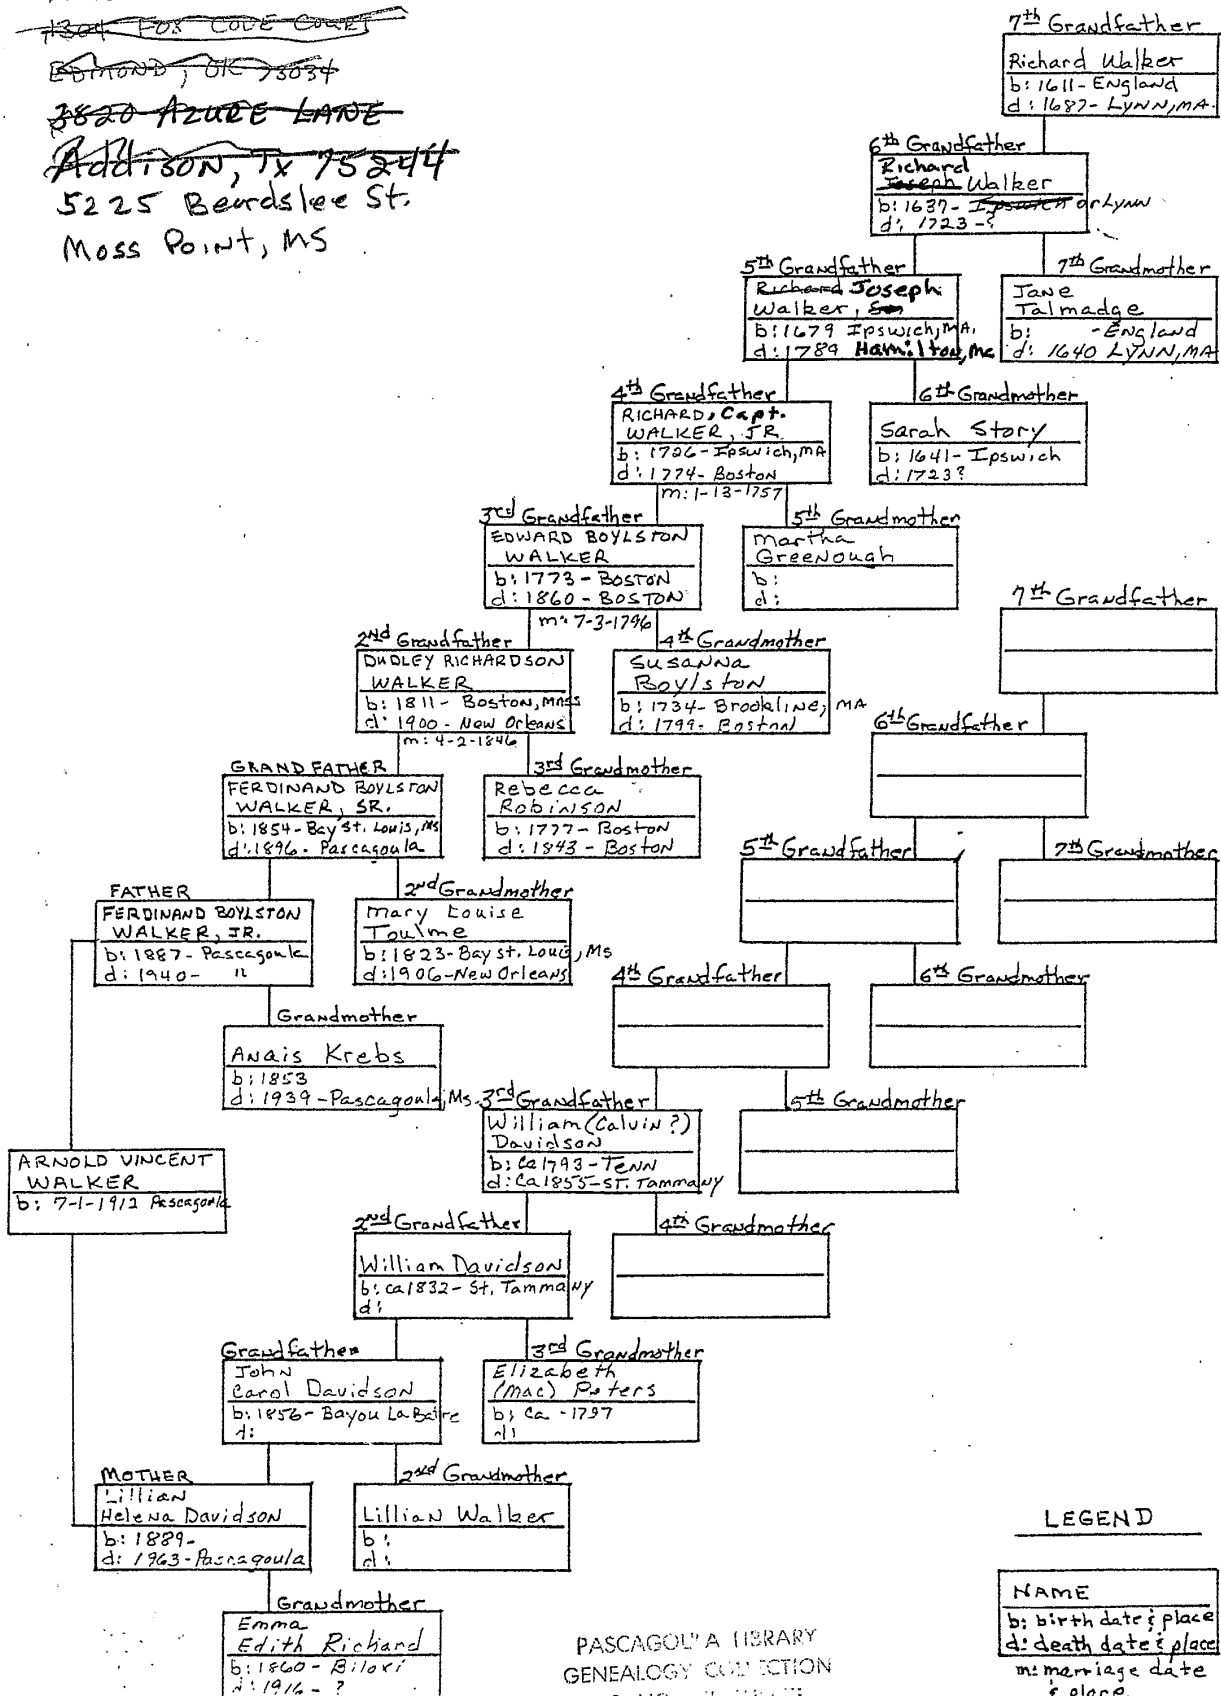 1304 FOX CODE COURT
EDMOND, OK 73034
3820 AZURE LANE
Addison, Tx 75244
5225 Beardslee St.
Moss Point, MS
7th Grandfather
Richard Walker
b: 1611- England
d: 1687- LYNN, MA.
6th Grandfather
Richard
Joseph Walker
b: 1637- Ipswich or LYNN
d: 1723-?
5th Grandfather
Richard Joseph
Walker,
b: 1679 Ipswich, MA.
d: 1789 Hamilton, Ma
7th Grandmother
Jane
Talmadge
b: -England
d: 1640 LYNN, MA
4th Grandfather
RICHARD, Capt.
WALKER, JR.
b: 1726- Ipswich, MA
d: 1774- Boston
m: 1-13-1757
6th Grandmother
Sarah Story
b: 1641- Ipswich
d: 1723?
3rd Grandfather
EDWARD BOYLSTON
WALKER
b: 1773- BOSTON
d: 1860- BOSTON
m: 7-3-1796
5th Grandmother
Martha
Greenough
b:
d:
7th Grandfather
2nd Grandfather
DUDLEY RICHARDSON
WALKER
b: 1811- Boston, Mass
d: 1900- New Orleans
m: 4-2-1846
4th Grandmother
Susanna
Boylston
b: 1734- Brookline, MA
d: 1799- Boston
6th Grandfather
GRANDFATHER
FERDINAND BOYLSTON
WALKER, SR.
b: 1854- Bay St. Louis, Ms
d: 1896- Pascagoula
3rd Grandmother
Rebecca
Robinson
b: 1777- Boston
d: 1843- Boston
5th Grandfather
7th Grandmother
FATHER
FERDINAND BOYLSTON
WALKER, JR.
b: 1887- Pascagoula
d: 1940- "
2nd Grandmother
Mary Louise
Toulme
b: 1823- Bay St. Louis, Ms
d: 1906- New Orleans
4th Grandfather
6th Grandmother
Grandmother
Anais Krebs
b: 1853
d: 1939- Pascagoula, Ms.
3rd Grandfather
William (Calvin?)
Davidson
b: Ca 1793- TENN
d: Ca 1855- ST. Tammany
5th Grandmother
ARNOLD VINCENT
WALKER
b: 7-1-1912 Pascagoula
2nd Grandfather
William Davidson
b: ca 1832- St. Tammany
d:
4th Grandmother
Grandfather
John
Carol Davidson
b: 1856- Bayou La Batre
d:
3rd Grandmother
Elizabeth
(Mac) Peters
b: Ca -1797
d:
MOTHER
Lillian
Helena Davidson
b: 1889-
d: 1963- Pascagoula
2nd Grandmother
Lillian Walker
b:
d:
Grandmother
Emma
Edith Richard
b: 1860- Biloxi
d: 1916- ?
PASCAGOULA LIBRARY
GENEALOGY COLLECTION
LEGEND
NAME
b: birth date & place
d: death date & place
m: marriage date
& place